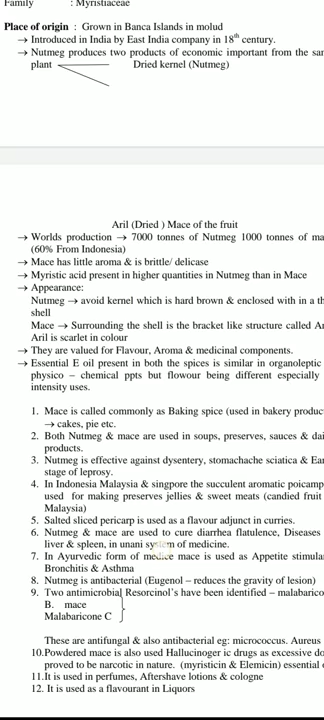 Family : Myristiaceae
Place of origin : Grown in Banca Islands in molud
→ Introduced in India by East India company in 18th century.
→ Nutmeg produces two products of economic important from the
plant Dried kernel (Nutmeg)
Aril (Dried ) Mace of the fruit
→ Worlds production → 7000 tonnes of Nutmeg 1000 tonnes of
(60% From Indonesia)
→ Mace has little aroma & is brittle/ delicase
→ Myristic acid present in higher quantities in Nutmeg than in Mace
→ Appearance:
Nutmeg → avoid kernel which is hard brown & enclosed with in a
shell
Mace → Surrounding the shell is the bracket like structure called
Aril is scarlet in colour
→ They are valued for Flavour, Aroma & medicinal components.
→ Essential E oil present in both the spices is similar in organoleptic
physico – chemical ppts but flowour being different especially
intensity uses.
1. Mace is called commonly as Baking spice (used in bakery
→ cakes, pie etc.
2. Both Nutmeg & mace are used in soups, preserves, sauces &
products.
3. Nutmeg is effective against dysentery, stomachache sciatica &
stage of leprosy.
4. In Indonesia Malaysia & singpore the succulent aromatic
used for making preserves jellies & sweet meats (candied fruit
Malaysia)
5. Salted sliced pericarp is used as a flavour adjunct in curries.
6. Nutmeg & mace are used to cure diarrhea flatulence, Diseases
liver & spleen, in unani system of medicine.
7. In Ayurvedic form of medice mace is used as Appetite
Bronchitis & Asthma
8. Nutmeg is antibacterial (Eugenol – reduces the gravity of lesion)
9. Two antimicrobial Resorcinol's have been identified –
B. mace
Malabaricone C
These are antifungal & also antibacterial eg: micrococcus. Aureus
10.Powdered mace is also used Hallucinoger ic drugs as excessive
proved to be narcotic in nature. (myristicin & Elemicin) essential
11.It is used in perfumes, Aftershave lotions & cologne
12. It is used as a flavourant in Liquors